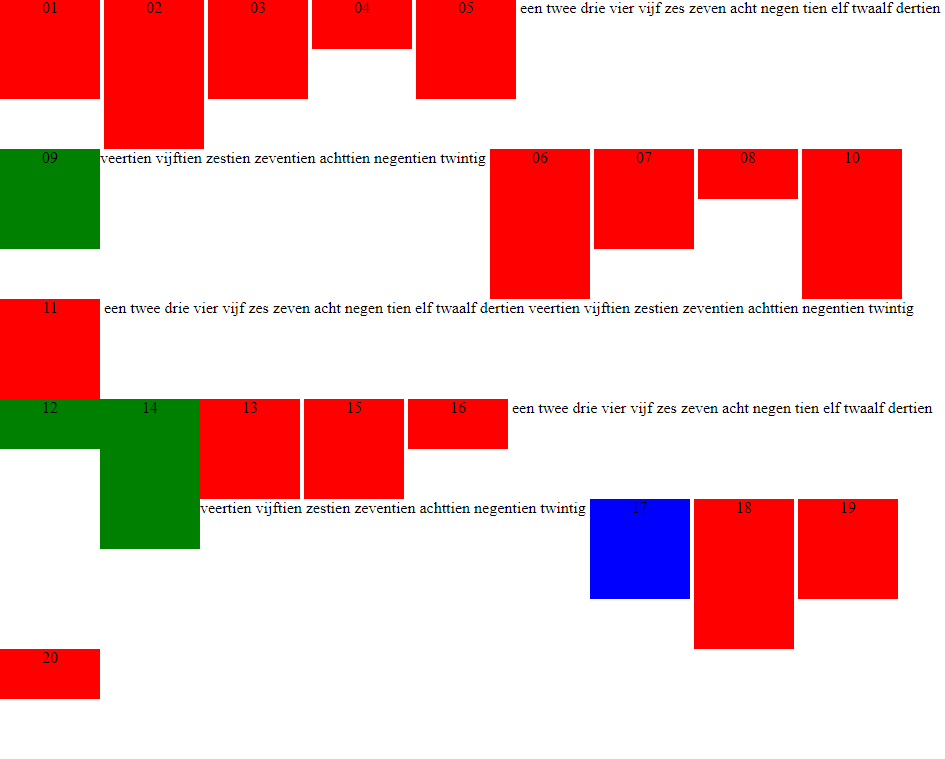 01 02 03 04 05 een twee drie vier vijf zes zeven acht negen tien elf twaalf dertien
09 veertien vijftien zestien zeventien achttien negentien twintig 06 07 08 10
11 een twee drie vier vijf zes zeven acht negen tien elf twaalf dertien veertien vijftien zestien zeventien achttien negentien twintig
12 14 13 15 16 een twee drie vier vijf zes zeven acht negen tien elf twaalf dertien
veertien vijftien zestien zeventien achttien negentien twintig 17 18 19
20